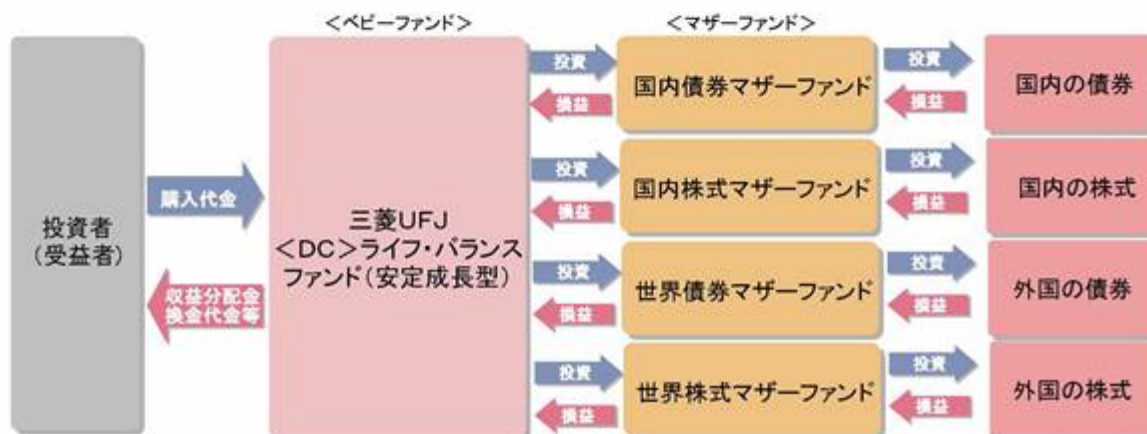 ＜ベビーファンド＞
＜マザーファンド＞
投資者
(受益者)
購入代金
収益分配金
換金代金等
三菱UFJ
＜DC＞ライフ・バランス
ファンド(安定成長型)
投資
損益
国内債券マザーファンド
投資
損益
国内の債券
投資
損益
国内株式マザーファンド
投資
損益
国内の株式
投資
損益
世界債券マザーファンド
投資
損益
外国の債券
投資
損益
世界株式マザーファンド
投資
損益
外国の株式